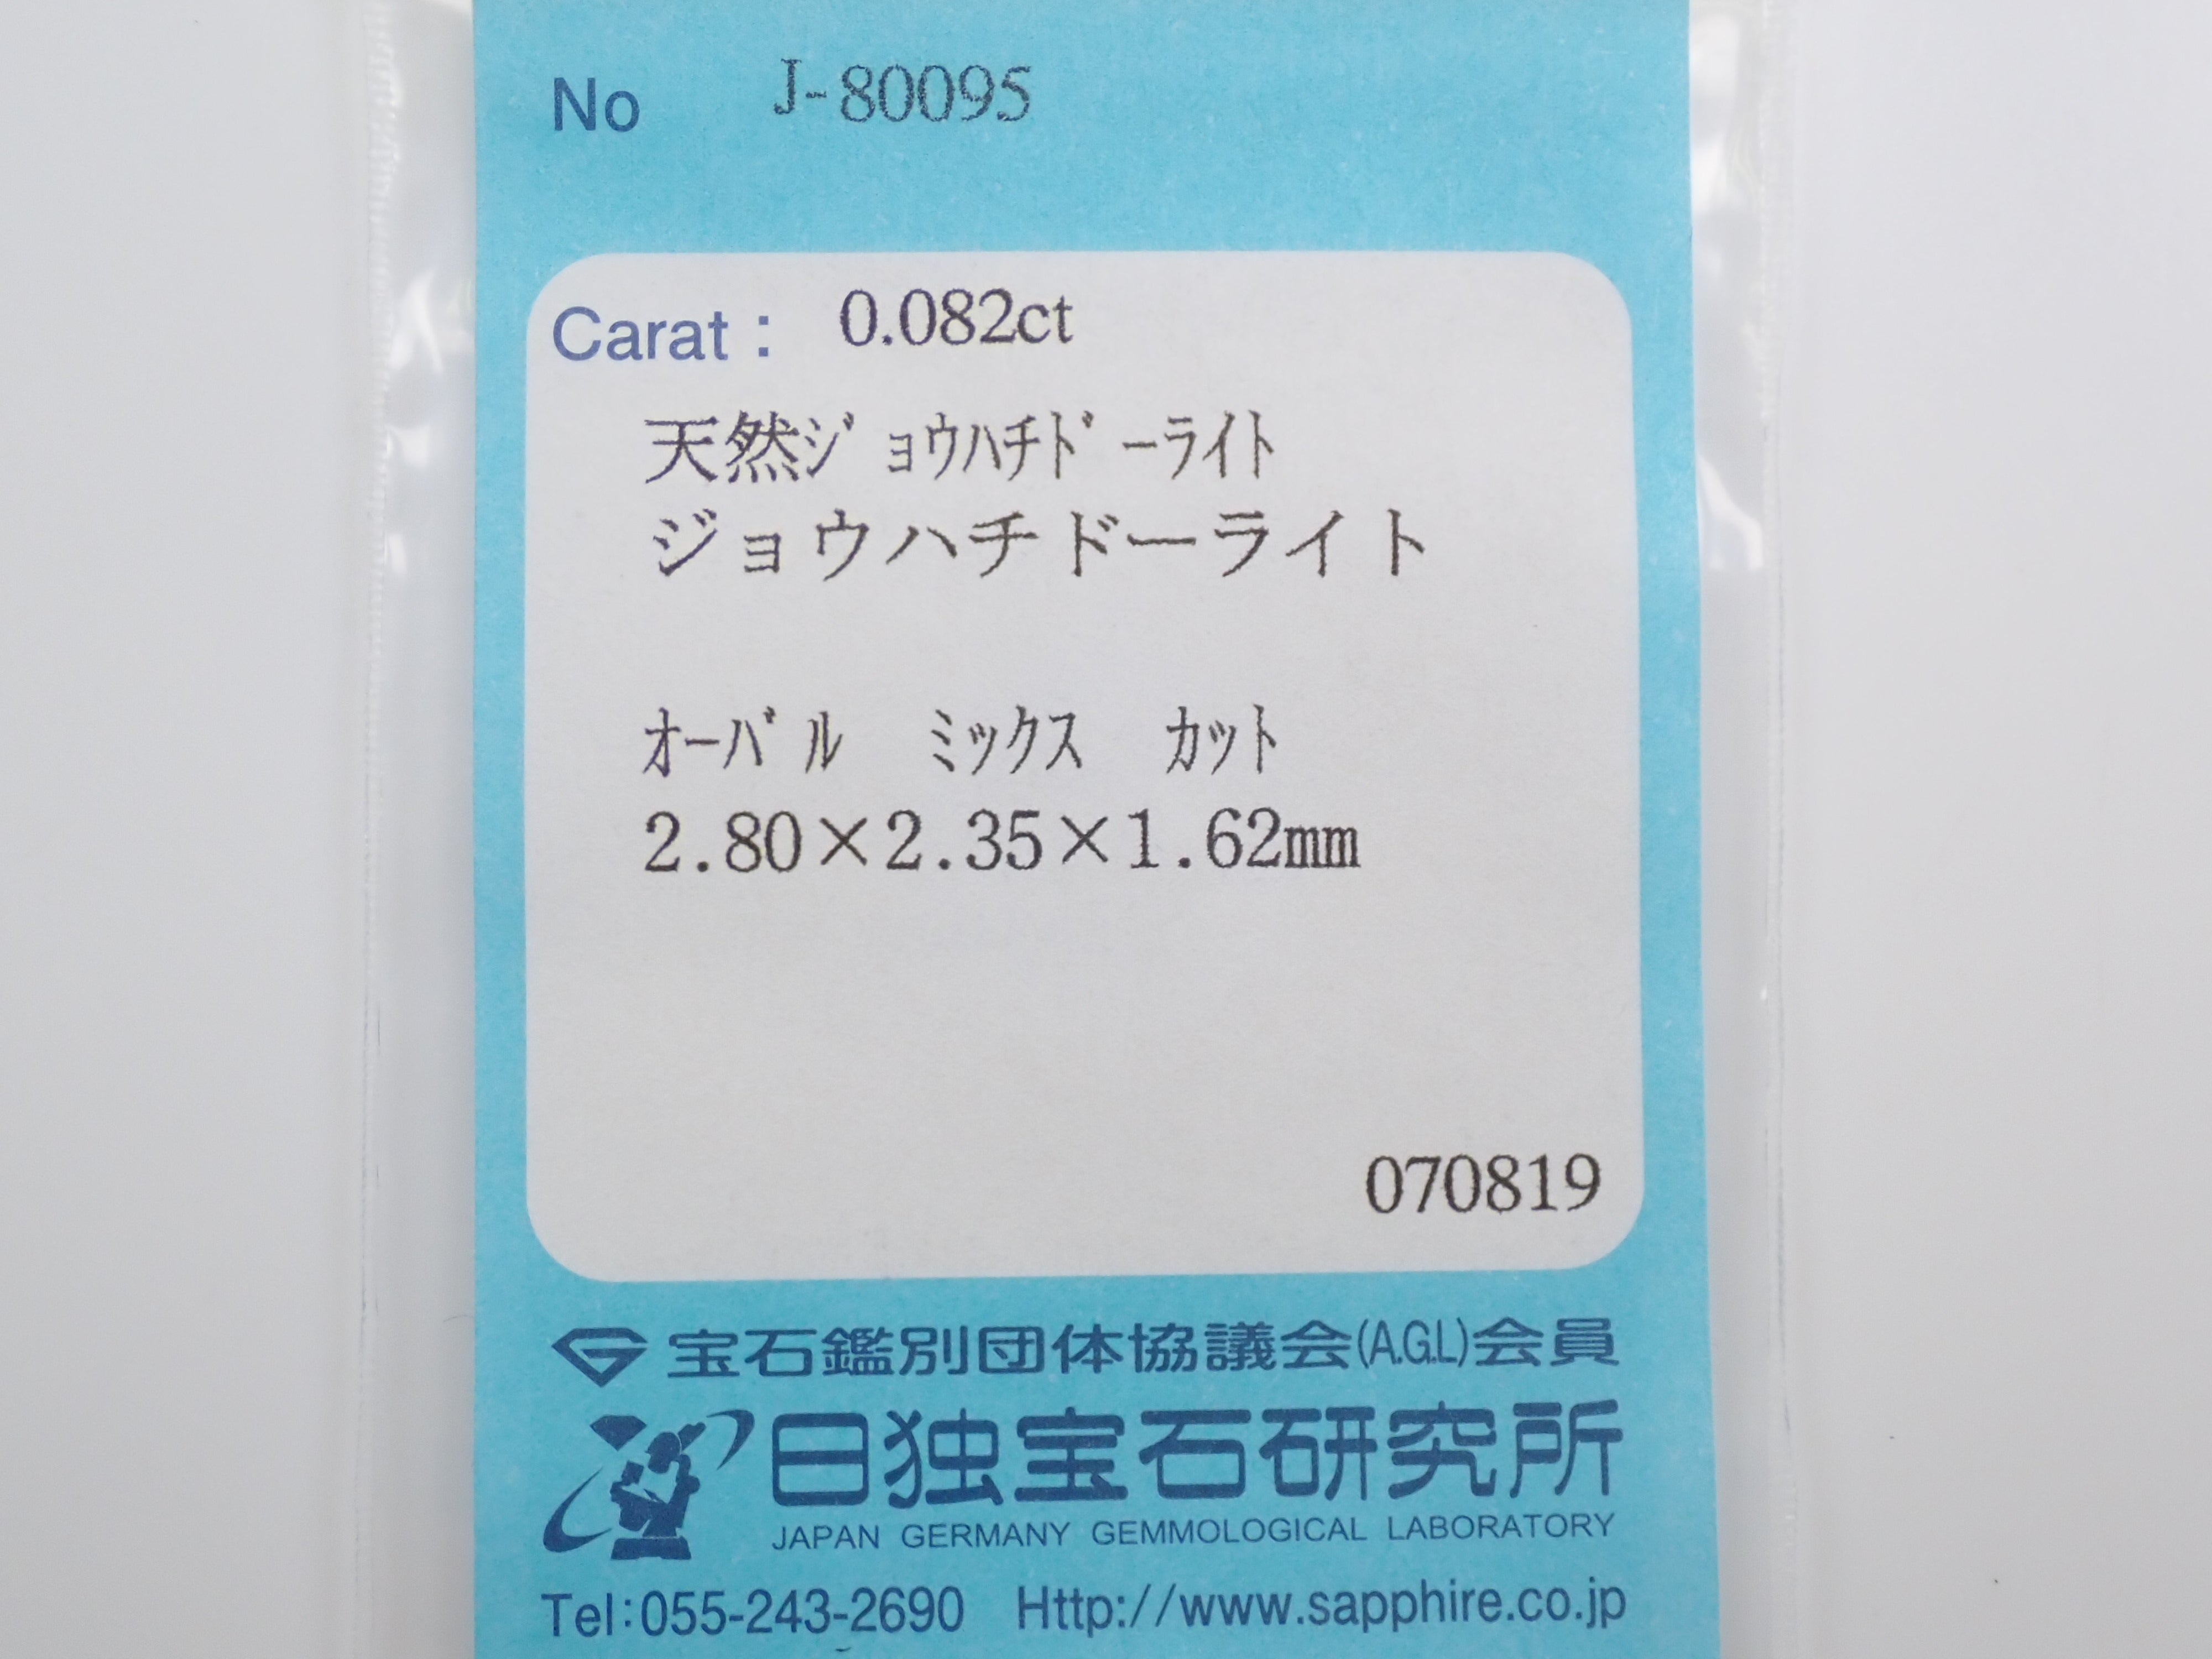 No J-80095
Carat： 0.082ct
天然ｼﾞｮｳﾊﾁﾄﾞｰﾗｲﾄ
ジョウハチドーライト
ｵｰﾊﾞﾙ ﾐｯｸｽ ｶｯﾄ
2.80×2.35×1.62mm
070819
宝石鑑別団体協議会(A.G.L)会員
日独宝石研究所
JAPAN GERMANY GEMMOLOGICAL LABORATORY
Tel:055-243-2690 Http://www.sapphire.co.jp